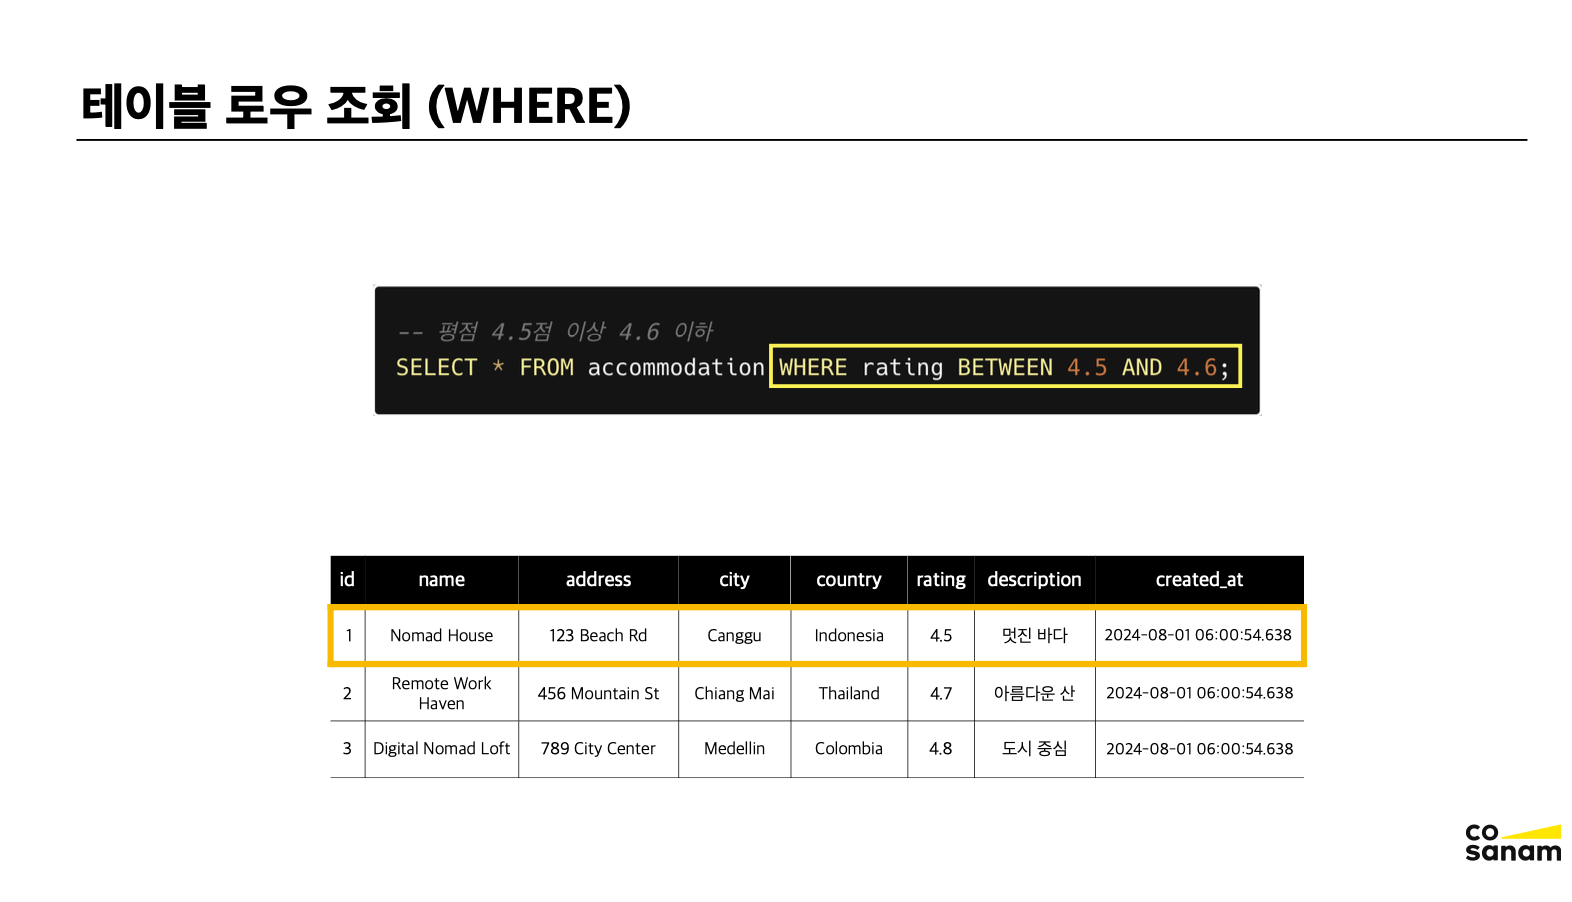 테이블 로우 조회 (WHERE)
-- 평점 4.5점 이상 4.6 이하
SELECT * FROM accommodation WHERE rating BETWEEN 4.5 AND 4.6;
id name address city country rating description created_at
1 Nomad House 123 Beach Rd Canggu Indonesia 4.5 멋진 바다 2024-08-01 06:00:54.638
2 Remote Work Haven 456 Mountain St Chiang Mai Thailand 4.7 아름다운 산 2024-08-01 06:00:54.638
3 Digital Nomad Loft 789 City Center Medellin Colombia 4.8 도시 중심 2024-08-01 06:00:54.638
co
sanam